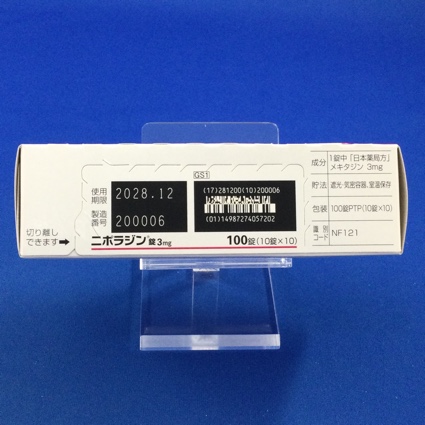 切り離し
できます→
使用
期限
2028.12
製造
番号
200006
GS1
(17)281200(10)200006
(01)14987274057202
ニポラジン錠3mg
100錠(10錠×10)
成分 1錠中「日本薬局方」
メキタジン 3mg
貯法 遮光・気密容器、室温保存
包装 100錠PTP(10錠×10)
識別
コード NF121